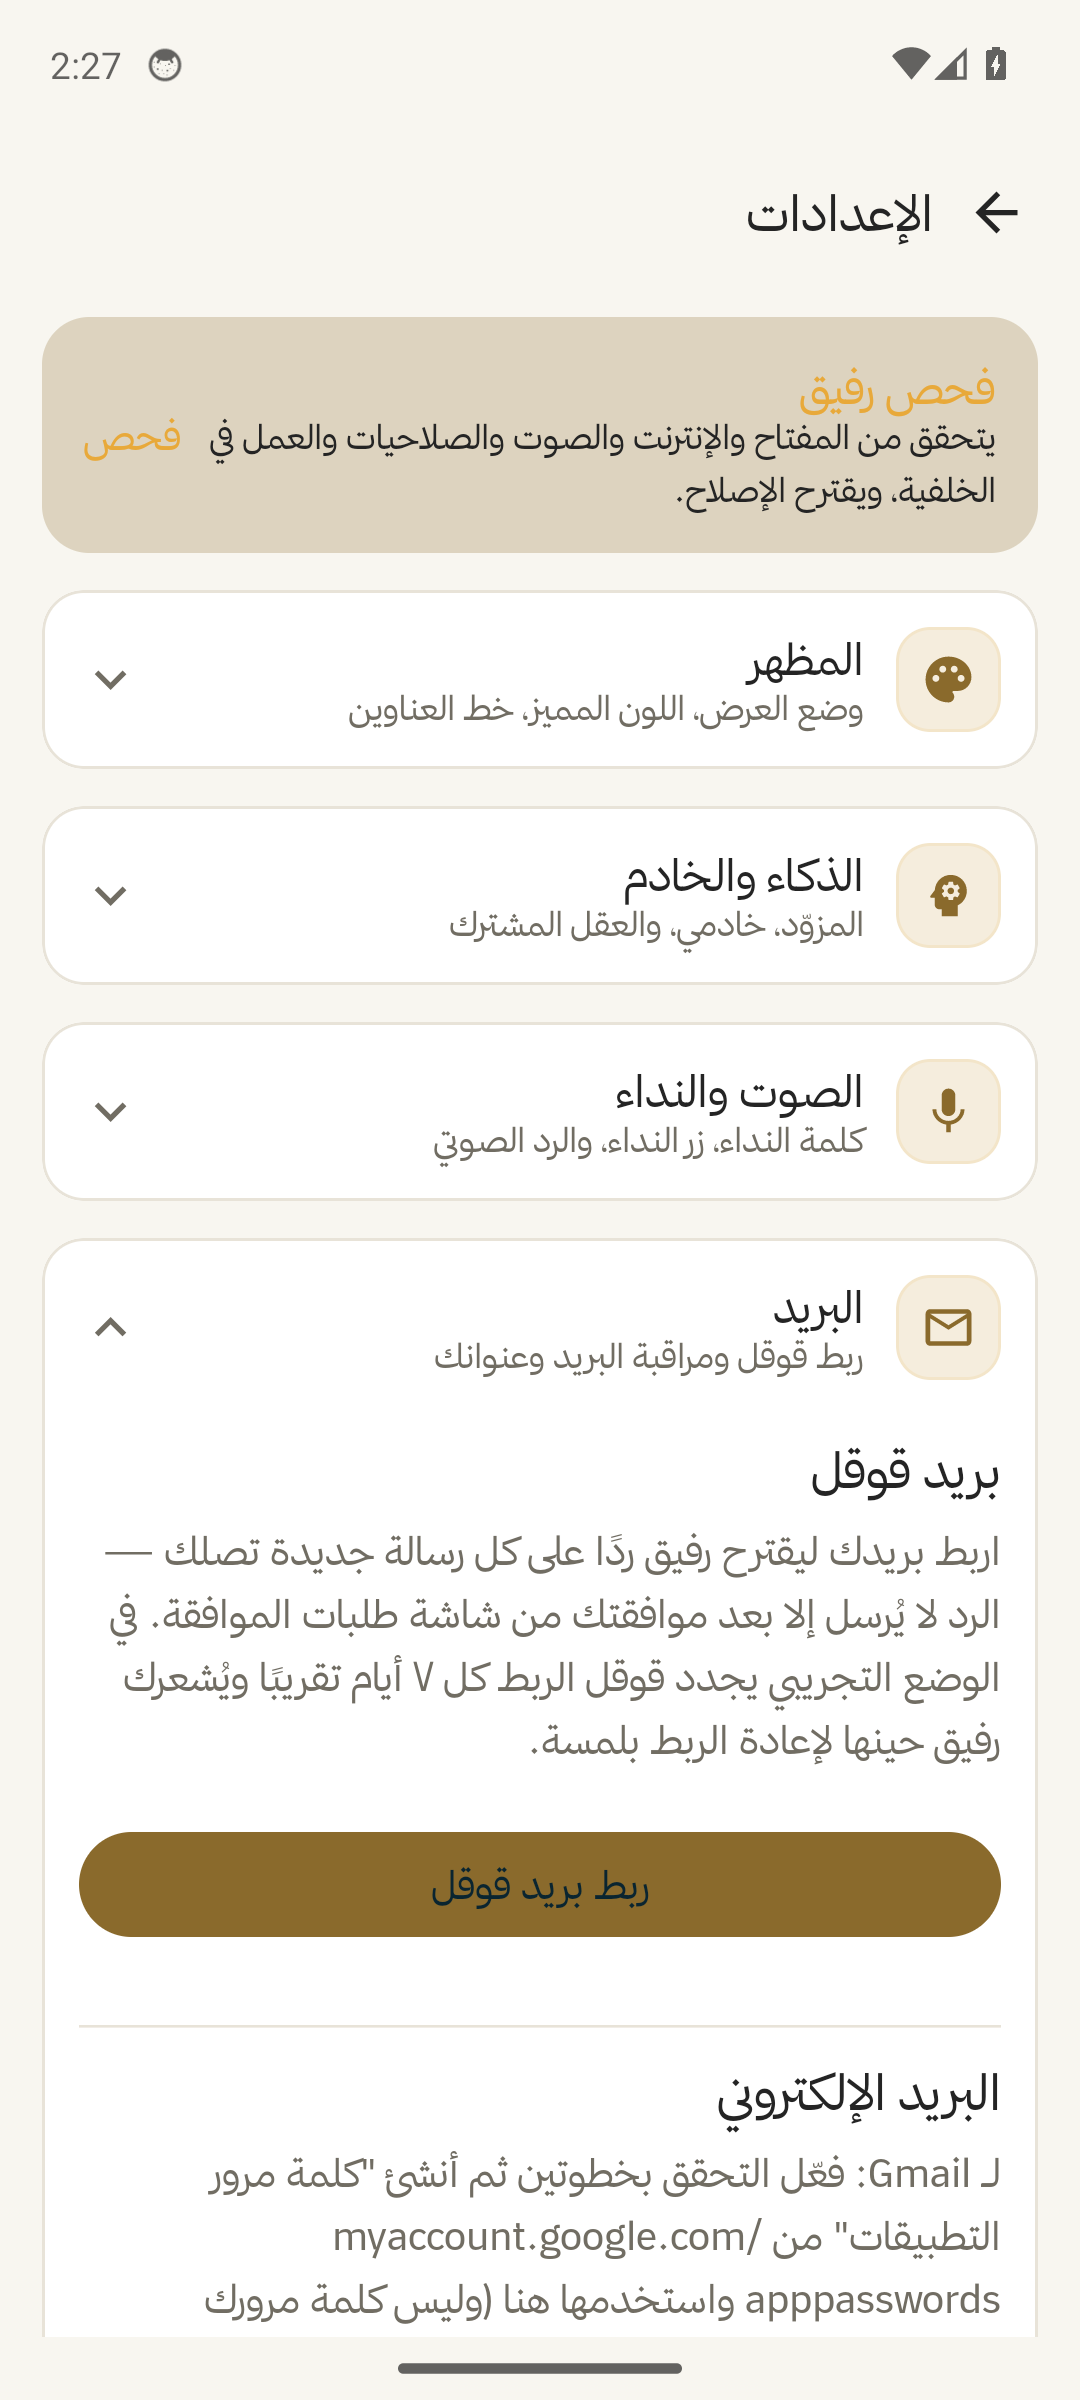 2:27
الإعدادات
فحص رفيق
يتحقق من المفتاح والإنترنت والصوت والصلاحيات والعمل في
الخلفية، ويقترح الإصلاح.
فحص
المظهر
وضع العرض، اللون المميز، خط العناوين
الذكاء والخادم
المزوّد، خادمي، والعقل المشترك
الصوت والنداء
كلمة النداء، زر النداء، والرد الصوتي
البريد
ربط قوقل ومراقبة البريد وعنوانك
بريد قوقل
اربط بريدك ليقترح رفيق ردًا على كل رسالة جديدة تصلك —
الرد لا يُرسل إلا بعد موافقتك من شاشة طلبات الموافقة. في
الوضع التجريبي يجدد قوقل الربط كل ٧ أيام تقريبًا ويُشعرك
رفيق حينها لإعادة الربط بلمسة.
ربط بريد قوقل
البريد الإلكتروني
لـ Gmail: فعّل التحقق بخطوتين ثم أنشئ "كلمة مرور
التطبيقات" من myaccount.google.com/
apppasswords واستخدمها هنا (وليس كلمة مرورك